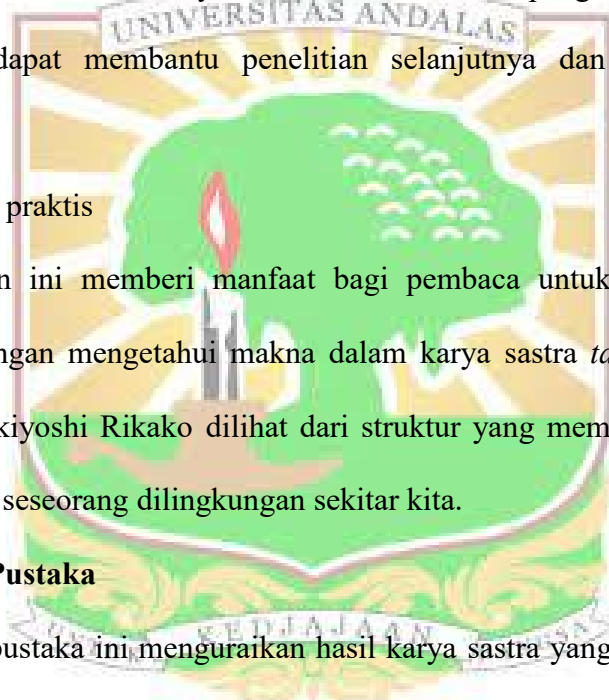 UNIVERSITAS ANDALAS
dapat membantu penelitian selanjutnya dan
praktis
n ini memberi manfaat bagi pembaca untuk
ngan mengetahui makna dalam karya sastra ta
kiyoshi Rikako dilihat dari struktur yang mem
seseorang dilingkungan sekitar kita.
Pustaka
KEDJAJAAN
pustaka ini menguraikan hasil karya sastra yang